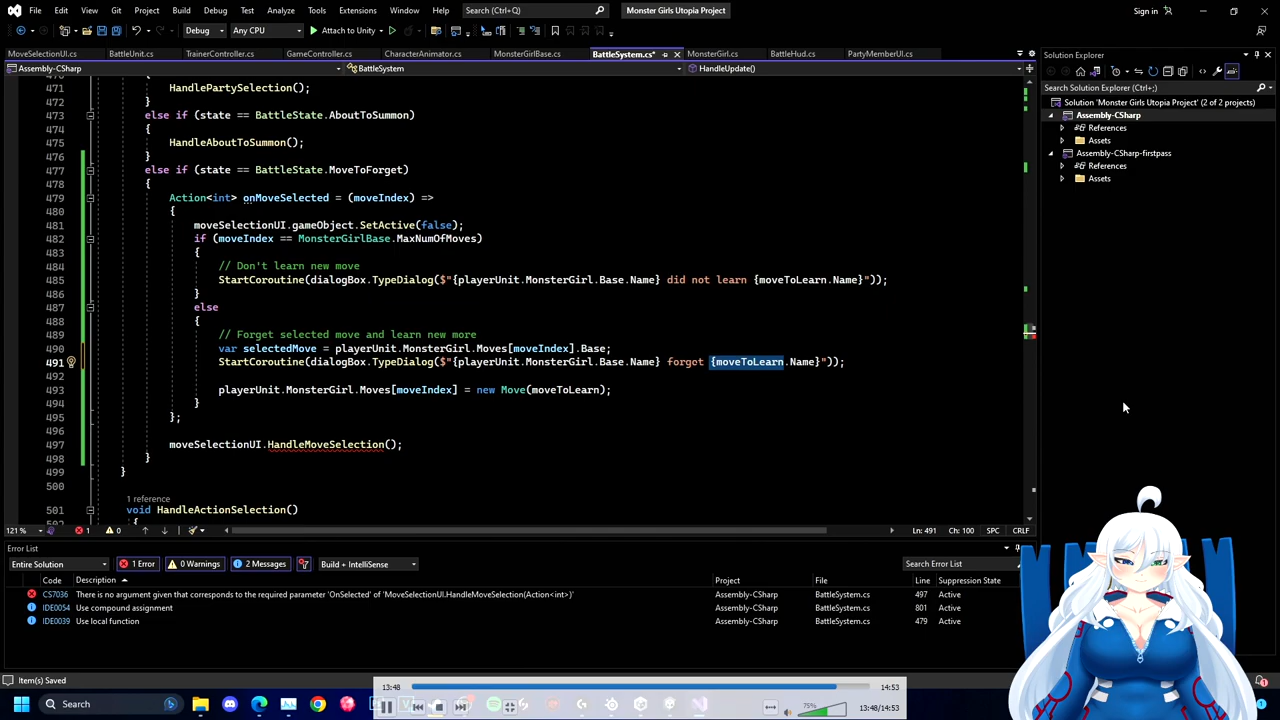 File Edit View Git Project Build Debug Test Analyze Tools Extensions Window Help Search (Ctrl+Q) Monster Girls Utopia Project Sign in
Debug Any CPU Attach to Unity
MoveSelectionUI.cs BattleUnit.cs TrainerController.cs GameController.cs CharacterAnimator.cs MonsterGirlBase.cs BattleSystem.cs* MonsterGirl.cs BattleHud.cs PartyMemberUI.cs
Assembly-CSharp BattleSystem HandleUpdate()
471 HandlePartySelection();
472 }
473 else if (state == BattleState.AboutToSummon)
474 {
475 HandleAboutToSummon();
476 }
477 else if (state == BattleState.MoveToForget)
478 {
479 Action<int> onMoveSelected = (moveIndex) =>
480 {
481 moveSelectionUI.gameObject.SetActive(false);
482 if (moveIndex == MonsterGirlBase.MaxNumOfMoves)
483 {
484 // Don't learn new move
485 StartCoroutine(dialogBox.TypeDialog($"{playerUnit.MonsterGirl.Base.Name} did not learn {moveToLearn.Name}"));
486 }
487 else
488 {
489 // Forget selected move and learn new more
490 var selectedMove = playerUnit.MonsterGirl.Moves[moveIndex].Base;
491 StartCoroutine(dialogBox.TypeDialog($"{playerUnit.MonsterGirl.Base.Name} forget {moveToLearn.Name}"));
492
493 playerUnit.MonsterGirl.Moves[moveIndex] = new Move(moveToLearn);
494 }
495 };
496
497 moveSelectionUI.HandleMoveSelection();
498 }
499 }
500
1 reference
501 void HandleActionSelection()
{
121 % 1 0 Ln: 491 Ch: 100 SPC CRLF
Solution Explorer
Search Solution Explorer (Ctrl+;)
Solution 'Monster Girls Utopia Project' (2 of 2 projects)
Assembly-CSharp
References
Assets
Assembly-CSharp-firstpass
References
Assets
Error List
Entire Solution 1 Error 0 Warnings 2 Messages Build + IntelliSense Search Error List
Code Description Project File Line Suppression State
CS7036 There is no argument given that corresponds to the required parameter 'OnSelected' of 'MoveSelectionUI.HandleMoveSelection(Action<int>)' Assembly-CSharp BattleSystem.cs 497 Active
IDE0054 Use compound assignment Assembly-CSharp BattleSystem.cs 801 Active
IDE0039 Use local function Assembly-CSharp BattleSystem.cs 479 Active
Item(s) Saved
13:48 14:53
Search
75% 13:48/14:53